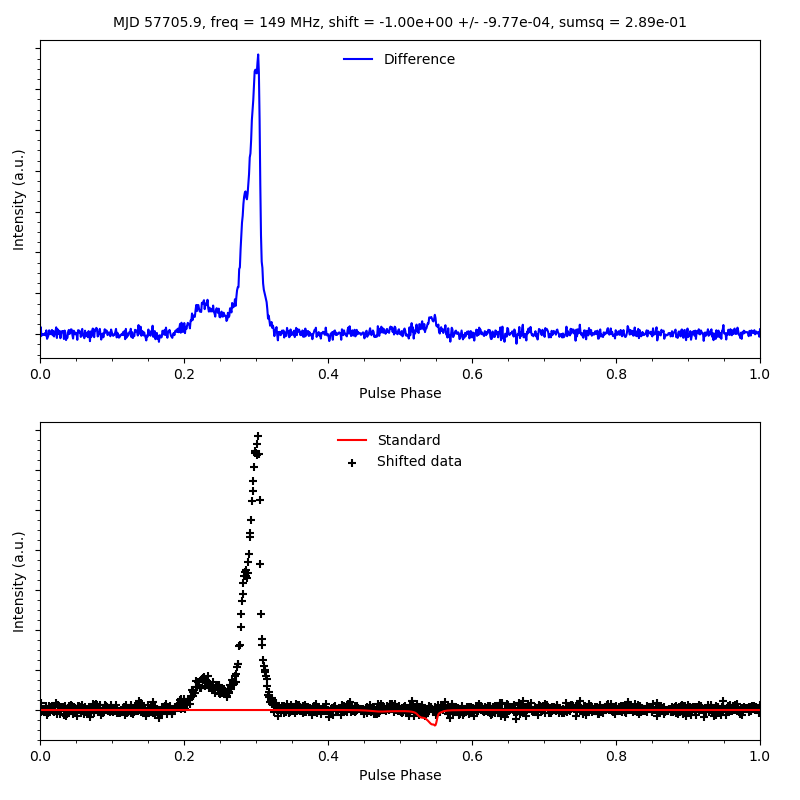 MJD 57705.9, freq = 149 MHz, shift = -1.00e+00 +/- -9.77e-04, sumsq = 2.89e-01
Difference
Intensity (a.u.)
0.0 0.2 0.4 0.6 0.8 1.0
Pulse Phase
Standard
Shifted data
Intensity (a.u.)
0.0 0.2 0.4 0.6 0.8 1.0
Pulse Phase